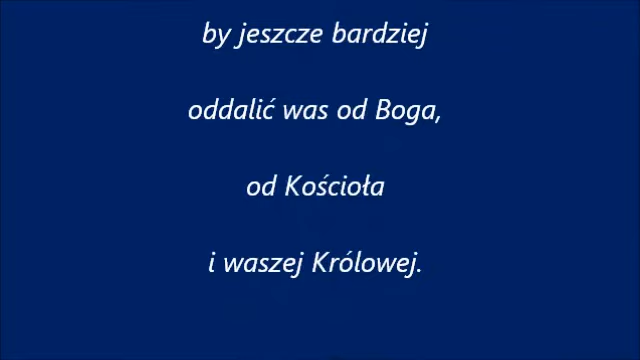 by jeszcze bardziej
oddalić was od Boga,
od Kościoła
i waszej Królowej.